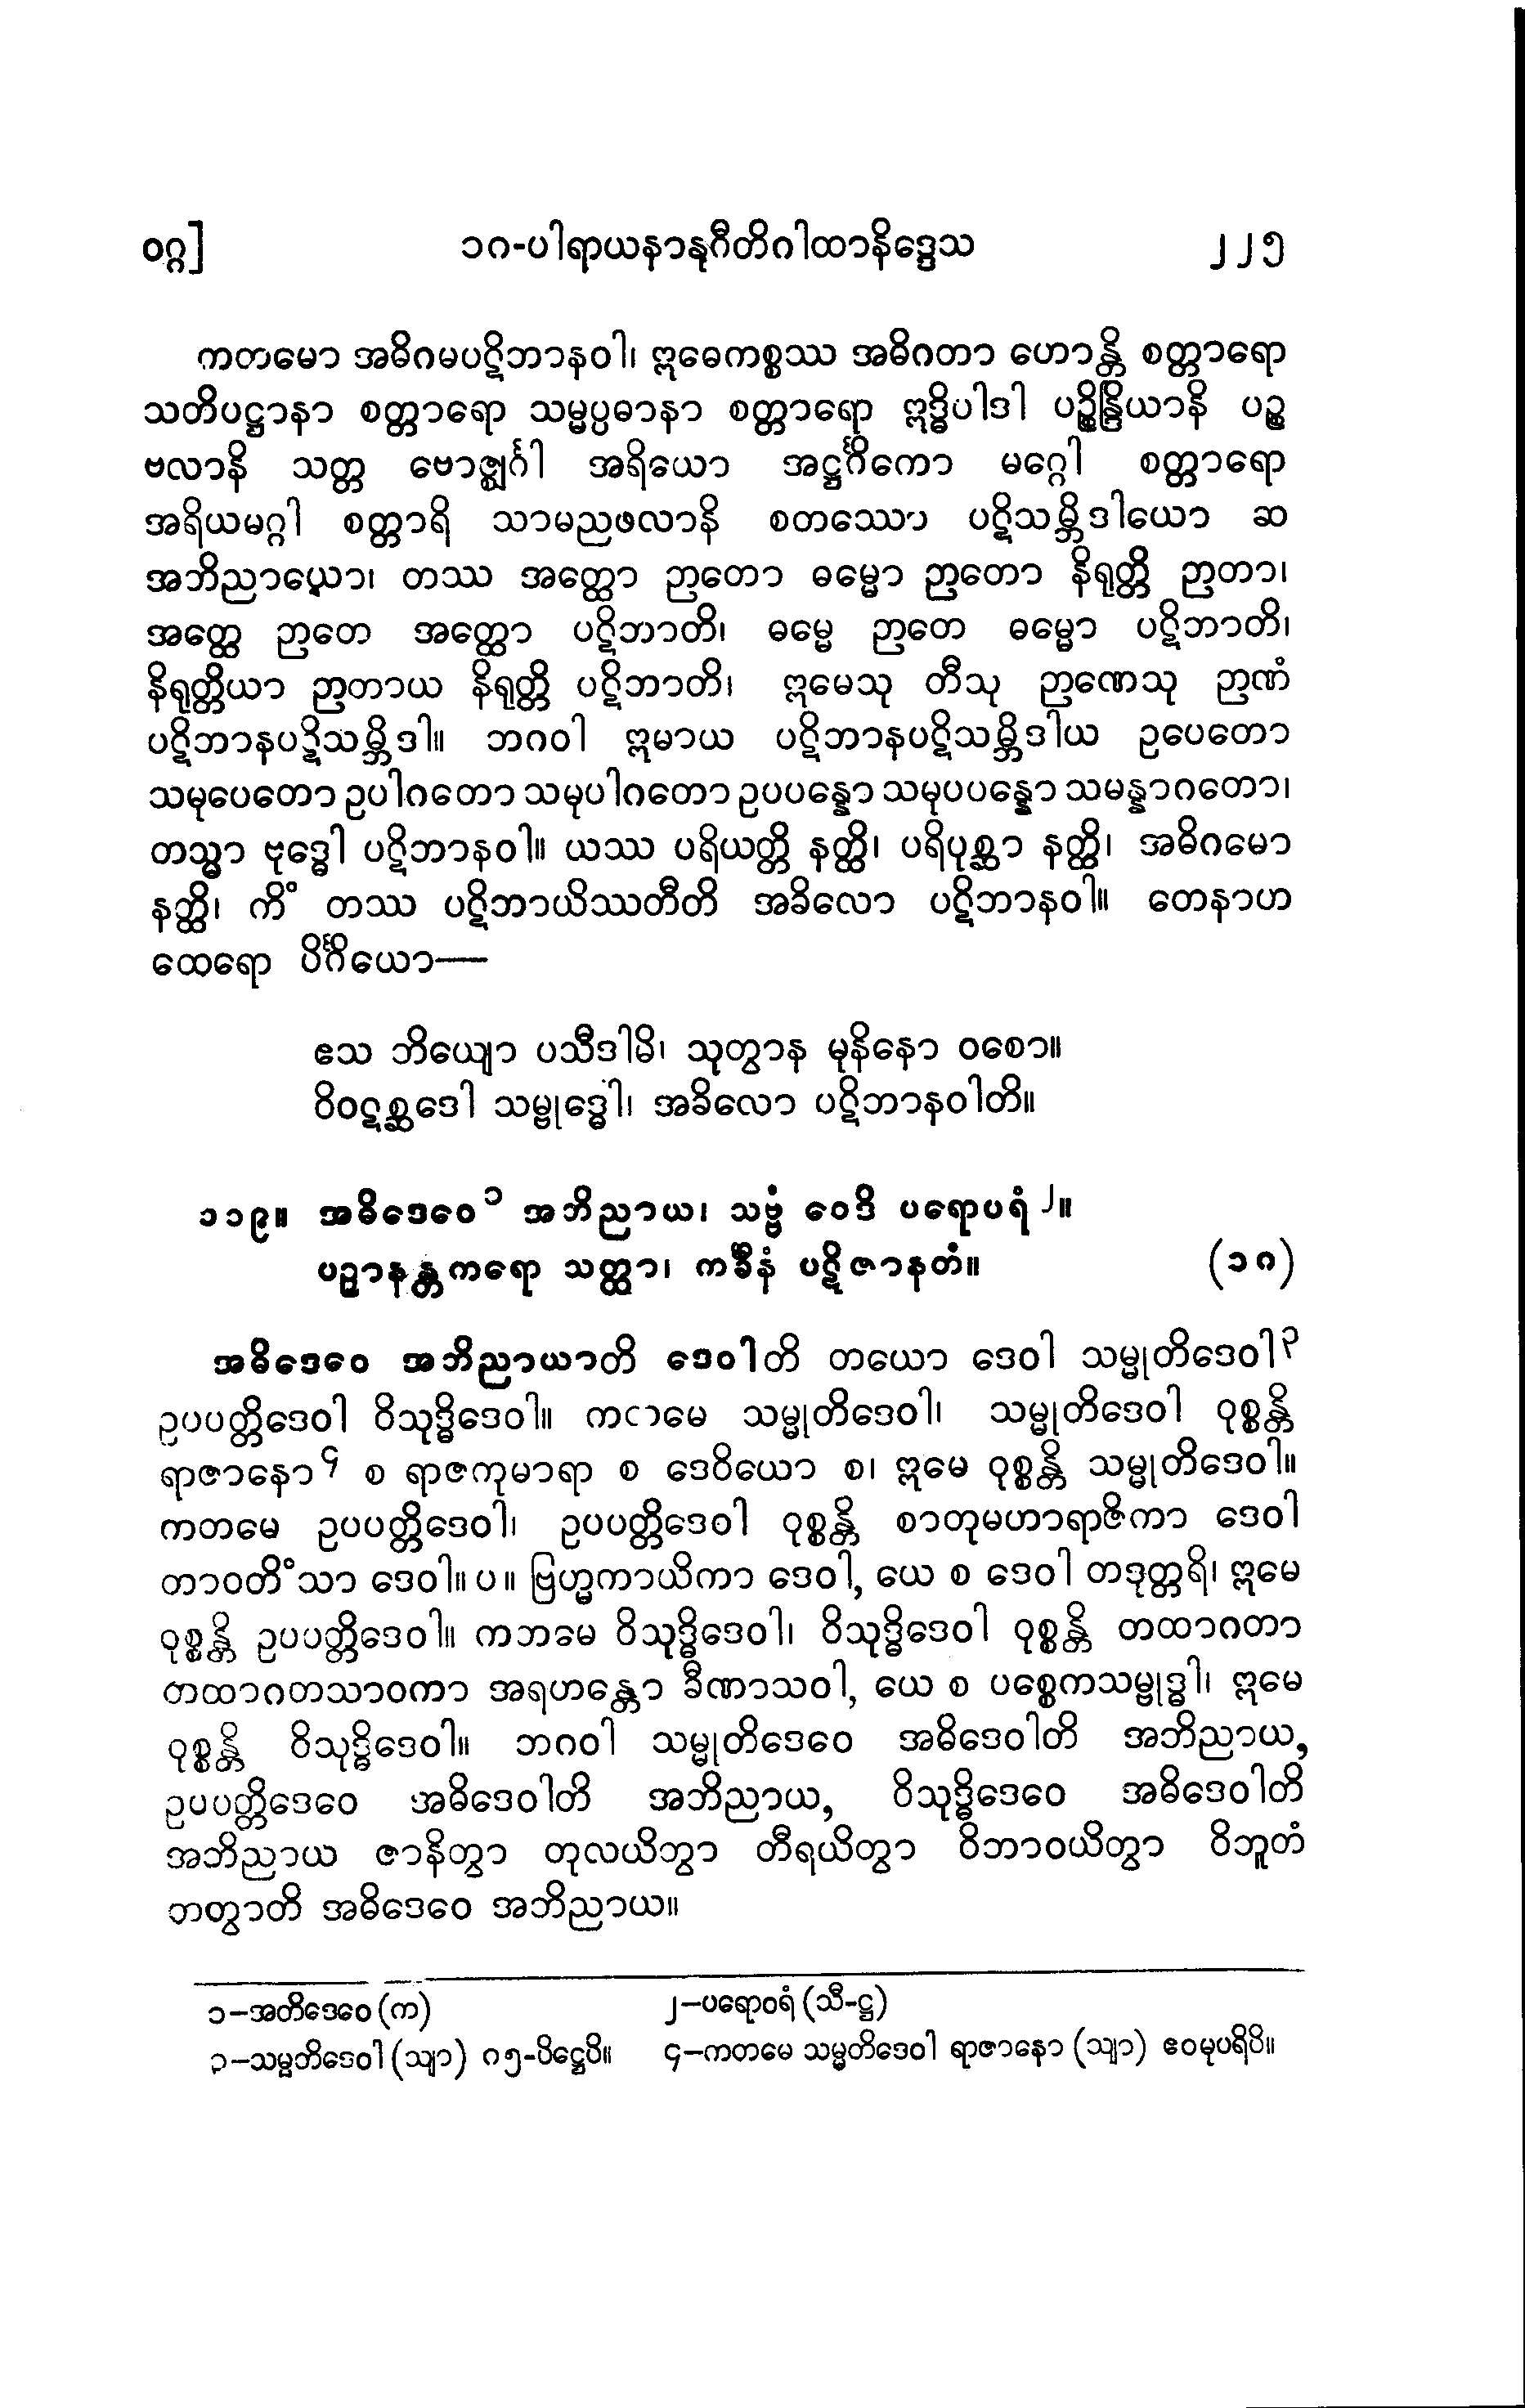 ဝဂ္ဂ]
၁ဂ-ပါရာယနာနုဂီတိဂါထာနိဒ္ဒေသ
၂၂၅
ကတမော အဓိဂမပဋိဘာနဝါ၊ ဣဓေကစ္စဿ အဓိဂတာ ဟောန္တိ စတ္တာရော
သတိပဋ္ဌာနာ စတ္တာရော သမ္မပ္ပဓာနာ စတ္တာရော ဣဒ္ဓိပါဒါ ပဉ္စိန္ဒြိယာနိ ပဉ္စ
ဗလာနိ သတ္တ ဗောဇ္ဈင်္ဂါ အရိယော အဋ္ဌင်္ဂိကော မဂ္ဂေါ စတ္တာရော
အရိယမဂ္ဂါ စတ္တာရိ သာမညဖလာနိ စတဿော ပဋိသမ္ဘိဒါယော ဆ
အဘိညာယော၊ တဿ အတ္ထော ဉာတော ဓမ္မော ဉာတော နိရုတ္တိ ဉာတာ၊
အတ္ထေ ဉာတေ အတ္ထော ပဋိဘာတိ၊ ဓမ္မေ ဉာတေ ဓမ္မော ပဋိဘာတိ၊
နိရုတ္တိယာ ဉာတာယ နိရုတ္တိ ပဋိဘာတိ၊ ဣမေသု တီသု ဉာဏေသု ဉာဏံ
ပဋိဘာနပဋိသမ္ဘိဒါ။ ဘဂဝါ ဣမာယ ပဋိဘာနပဋိသမ္ဘိဒါယ ဥပေတော
သမုပေတော ဥပါဂတော သမုပါဂတော ဥပပန္နော သမုပပန္နော သမန္နာဂတော၊
တသ္မာ ဗုဒ္ဓေါ ပဋိဘာနဝါ။ ယဿ ပရိယတ္တိ နတ္ထိ၊ ပရိပုစ္ဆာ နတ္ထိ၊ အဓိဂမော
နတ္ထိ၊ ကိံ တဿ ပဋိဘာယိဿတီတိ အခိလော ပဋိဘာနဝါ။ တေနာဟ
ထေရော ပိင်္ဂိယော—
ဧသ ဘိယျော ပသီဒါမိ၊ သုတွာန မုနိနော ဝစော။
ဝိဝဋစ္ဆဒေါ သမ္ဗုဒ္ဓေါ၊ အခိလော ပဋိဘာနဝါတိ။
၁၁၉။ အဓိဒေဝေ ၁ အဘိညာယ၊ သဗ္ဗံ ဝေဒိ ပရောပရံ ၂။
ပဉှာနန္တကရော သတ္ထာ၊ ကင်္ခီနံ ပဋိဇာနတံ။ (၁ဂ)
အဓိဒေဝေ အဘိညာယာတိ ဒေဝါတိ တယော ဒေဝါ သမ္မုတိဒေဝါ ၃
ဥပပတ္တိဒေဝါ ဝိသုဒ္ဓိဒေဝါ။ ကတမေ သမ္မုတိဒေဝါ၊ သမ္မုတိဒေဝါ ဝုစ္စန္တိ
ရာဇာနော ၄ စ ရာဇကုမာရာ စ ဒေဝိယော စ၊ ဣမေ ဝုစ္စန္တိ သမ္မုတိဒေဝါ။
ကတမေ ဥပပတ္တိဒေဝါ၊ ဥပပတ္တိဒေဝါ ဝုစ္စန္တိ စာတုမဟာရာဇိကာ ဒေဝါ
တာဝတိံသာ ဒေဝါ။ ပ။ ဗြဟ္မကာယိကာ ဒေဝါ, ယေ စ ဒေဝါ တဒုတ္တရိ၊ ဣမေ
ဝုစ္စန္တိ ဥပပတ္တိဒေဝါ။ ကတမေ ဝိသုဒ္ဓိဒေဝါ၊ ဝိသုဒ္ဓိဒေဝါ ဝုစ္စန္တိ တထာဂတာ
တထာဂတသာဝကာ အရဟန္တော ခီဏာသဝါ, ယေ စ ပစ္စေကသမ္ဗုဒ္ဓါ၊ ဣမေ
ဝုစ္စန္တိ ဝိသုဒ္ဓိဒေဝါ။ ဘဂဝါ သမ္မုတိဒေဝေ အဓိဒေဝါတိ အဘိညာယ,
ဥပပတ္တိဒေဝေ အဓိဒေဝါတိ အဘိညာယ, ဝိသုဒ္ဓိဒေဝေ အဓိဒေဝါတိ
အဘိညာယ ဇာနိတွာ တုလယိတွာ တီရယိတွာ ဝိဘာဝယိတွာ ဝိဘူတံ
ကတွာတိ အဓိဒေဝေ အဘိညာယ။
၁–အတိဒေဝေ (က)
၂–ပရောဝရံ (သီ-ဋ္ဌ)
၃–သမ္မတိဒေဝါ (သျာ) ဂ၅-ပိဋ္ဌေပိ။
၄–ကတမေ သမ္မတိဒေဝါ ရာဇာနော (သျာ) ဧဝမုပရိပိ။